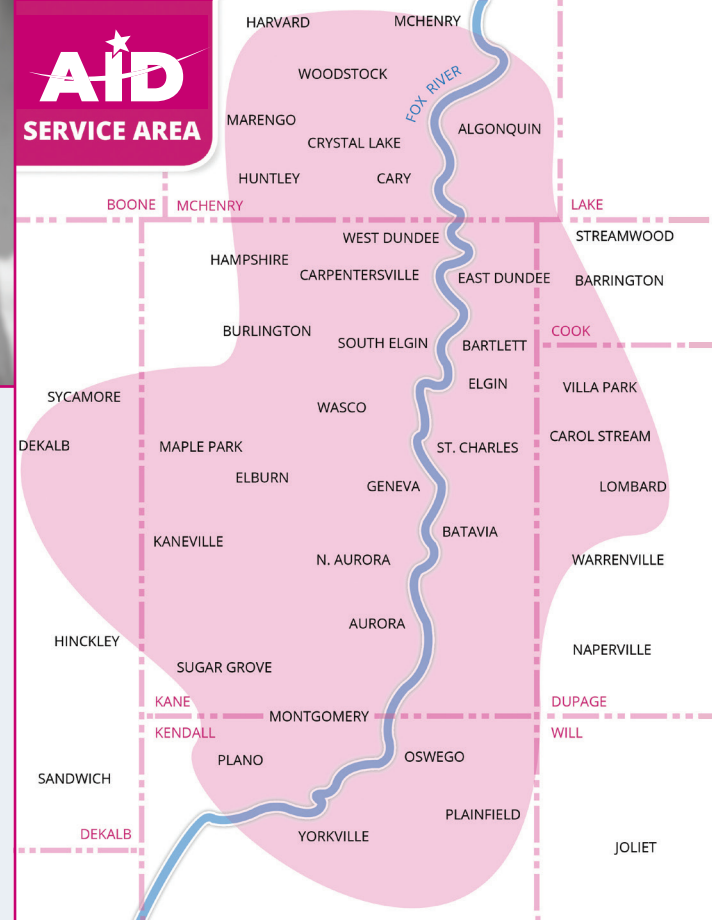 AID
SERVICE AREA
HARVARD
MCHENRY
WOODSTOCK
FOX RIVER
MARENGO
ALGONQUIN
CRYSTAL LAKE
HUNTLEY
CARY
BOONE
MCHENRY
LAKE
WEST DUNDEE
STREAMWOOD
HAMPSHIRE
CARPENTERSVILLE
EAST DUNDEE
BARRINGTON
BURLINGTON
COOK
SOUTH ELGIN
BARTLETT
ELGIN
VILLA PARK
SYCAMORE
WASCO
DEKALB
MAPLE PARK
ST. CHARLES
CAROL STREAM
ELBURN
GENEVA
LOMBARD
BATAVIA
KANEVILLE
N. AURORA
WARRENVILLE
AURORA
HINCKLEY
NAPERVILLE
SUGAR GROVE
KANE
DUPAGE
MONTGOMERY
KENDALL
WILL
PLANO
OSWEGO
SANDWICH
PLAINFIELD
DEKALB
YORKVILLE
JOLIET